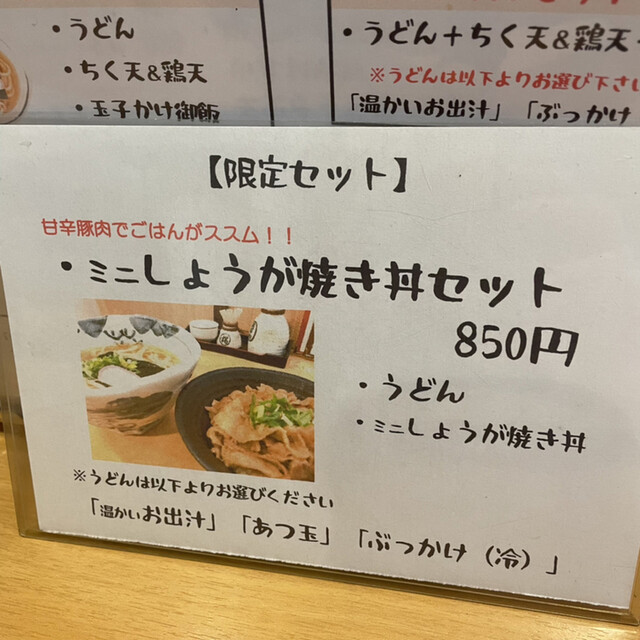 ・うどん
・ちく天&鶏天
・玉子かけ御飯
・うどん+ちく天&鶏天
※うどんは以下よりお選び下さい
「温かいお出汁」「ぶっかけ
【限定セット】
甘辛豚肉でごはんがススム!!
・ミニしょうが焼き丼セット
850円
・うどん
・ミニしょうが焼き丼
※うどんは以下よりお選びください
「温かいお出汁」「あつ玉」「ぶっかけ(冷)」